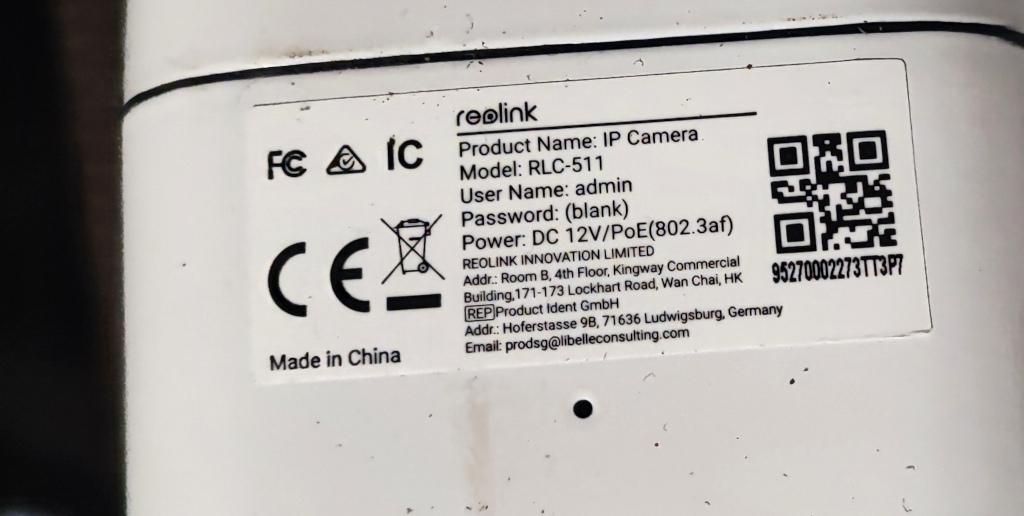 reolink
FC IC
Product Name: IP Camera
Model: RLC-511
User Name: admin
Password: (blank)
Power: DC 12V/PoE(802.3af)
REOLINK INNOVATION LIMITED
Addr.: Room B, 4th Floor, Kingway Commercial
Building,171-173 Lockhart Road, Wan Chai, HK
REP Product Ident GmbH
Addr.: Hoferstasse 9B, 71636 Ludwigsburg, Germany
Email: prodsg@libelleconsulting.com
CE
Made in China
95270002273TT3P7